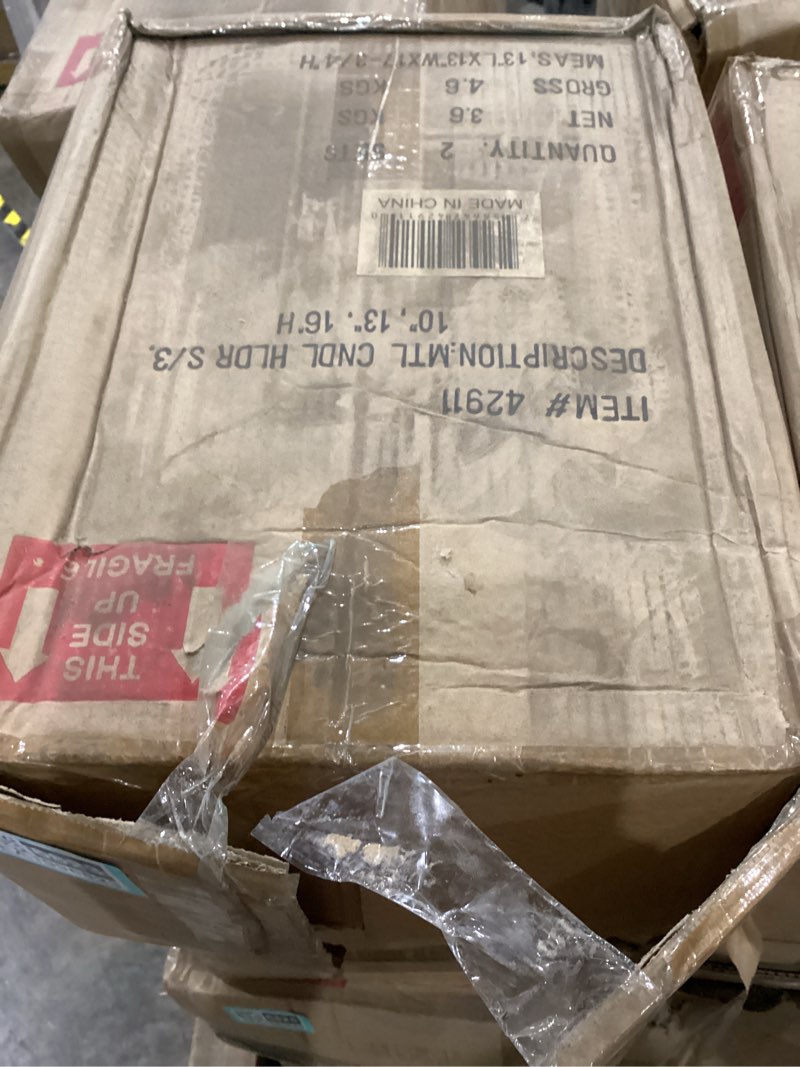 ITEM# 42911
DESCRIPTION:MTL CNDL HLDR S/3.
10", 13". 16"H
MADE IN CHINA
QUANTITY: 2 SETS
NET 3.6 KGS
GROSS 4.6 KGS
MEAS,13"LX13"WX17-3/4"H
THIS
SIDE
UP
FRAGILE